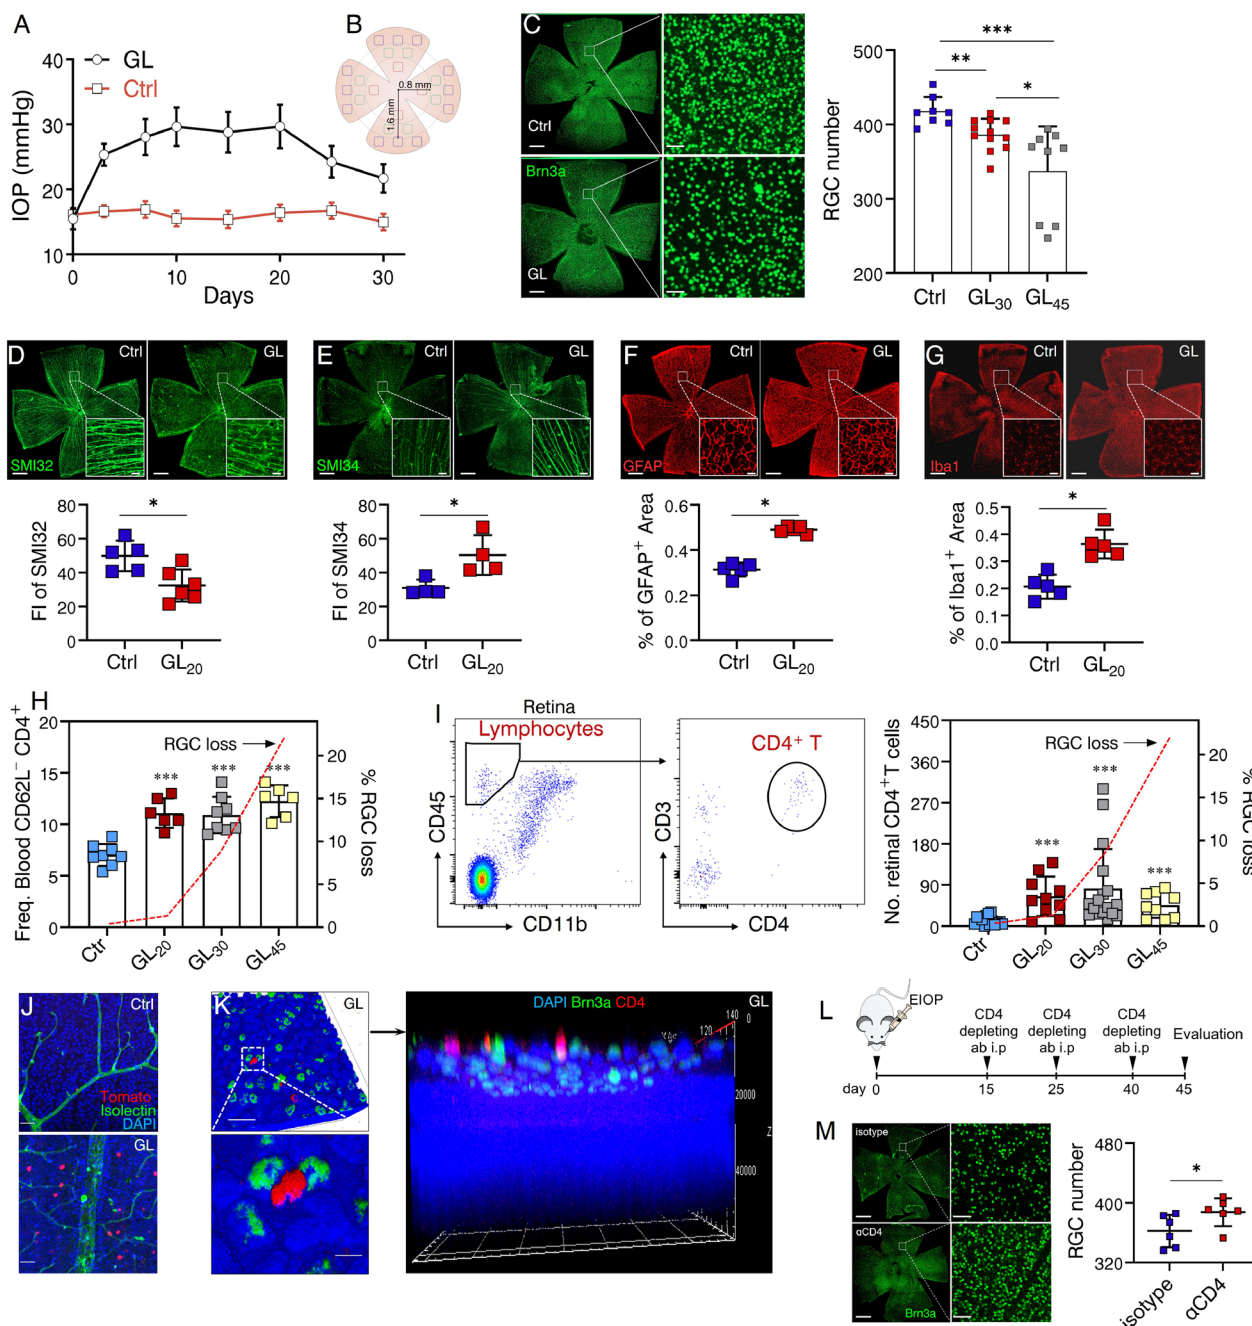 A
GL
Ctrl
IOP (mmHg)
40
30
20
10
0
10
20
30
Days
B
0.8 mm
1.6 mm
C
Ctrl
Brn3a
GL
RGC number
500
400
300
200
***
**
*
Ctrl
GL30
GL45
D
Ctrl
GL
SMI32
E
Ctrl
GL
SMI34
F
Ctrl
GL
GFAP
G
Ctrl
GL
Iba1
FI of SMI32
80
60
40
20
0
*
Ctrl
GL20
FI of SMI34
80
60
40
20
0
*
Ctrl
GL20
% of GFAP+ Area
0.6
0.4
0.2
0.0
*
Ctrl
GL20
% of Iba1+ Area
0.5
0.4
0.3
0.2
0.1
0.0
*
Ctrl
GL20
H
Freq. Blood CD62L− CD4+
20
15
10
5
0
RGC loss
***
***
***
20
15
10
5
0
% RGC loss
Ctr
GL20
GL30
GL45
I
Retina
Lymphocytes
CD45
CD11b
CD4+ T
CD3
CD4
No. retinal CD4+T cells
450
360
270
180
90
0
RGC loss
***
***
***
20
15
10
5
0
% RGC loss
Ctr
GL20
GL30
GL45
J
Ctrl
Tomato
Isolectin
DAPI
GL
K
GL
DAPI Brn3a CD4
GL
140
120
0
20000
Z
40000
L
EIOP
CD4 depleting ab i.p
CD4 depleting ab i.p
CD4 depleting ab i.p
Evaluation
day 0
15
25
40
45
M
isotype
αCD4
Brn3a
RGC number
480
400
320
*
isotype
αCD4